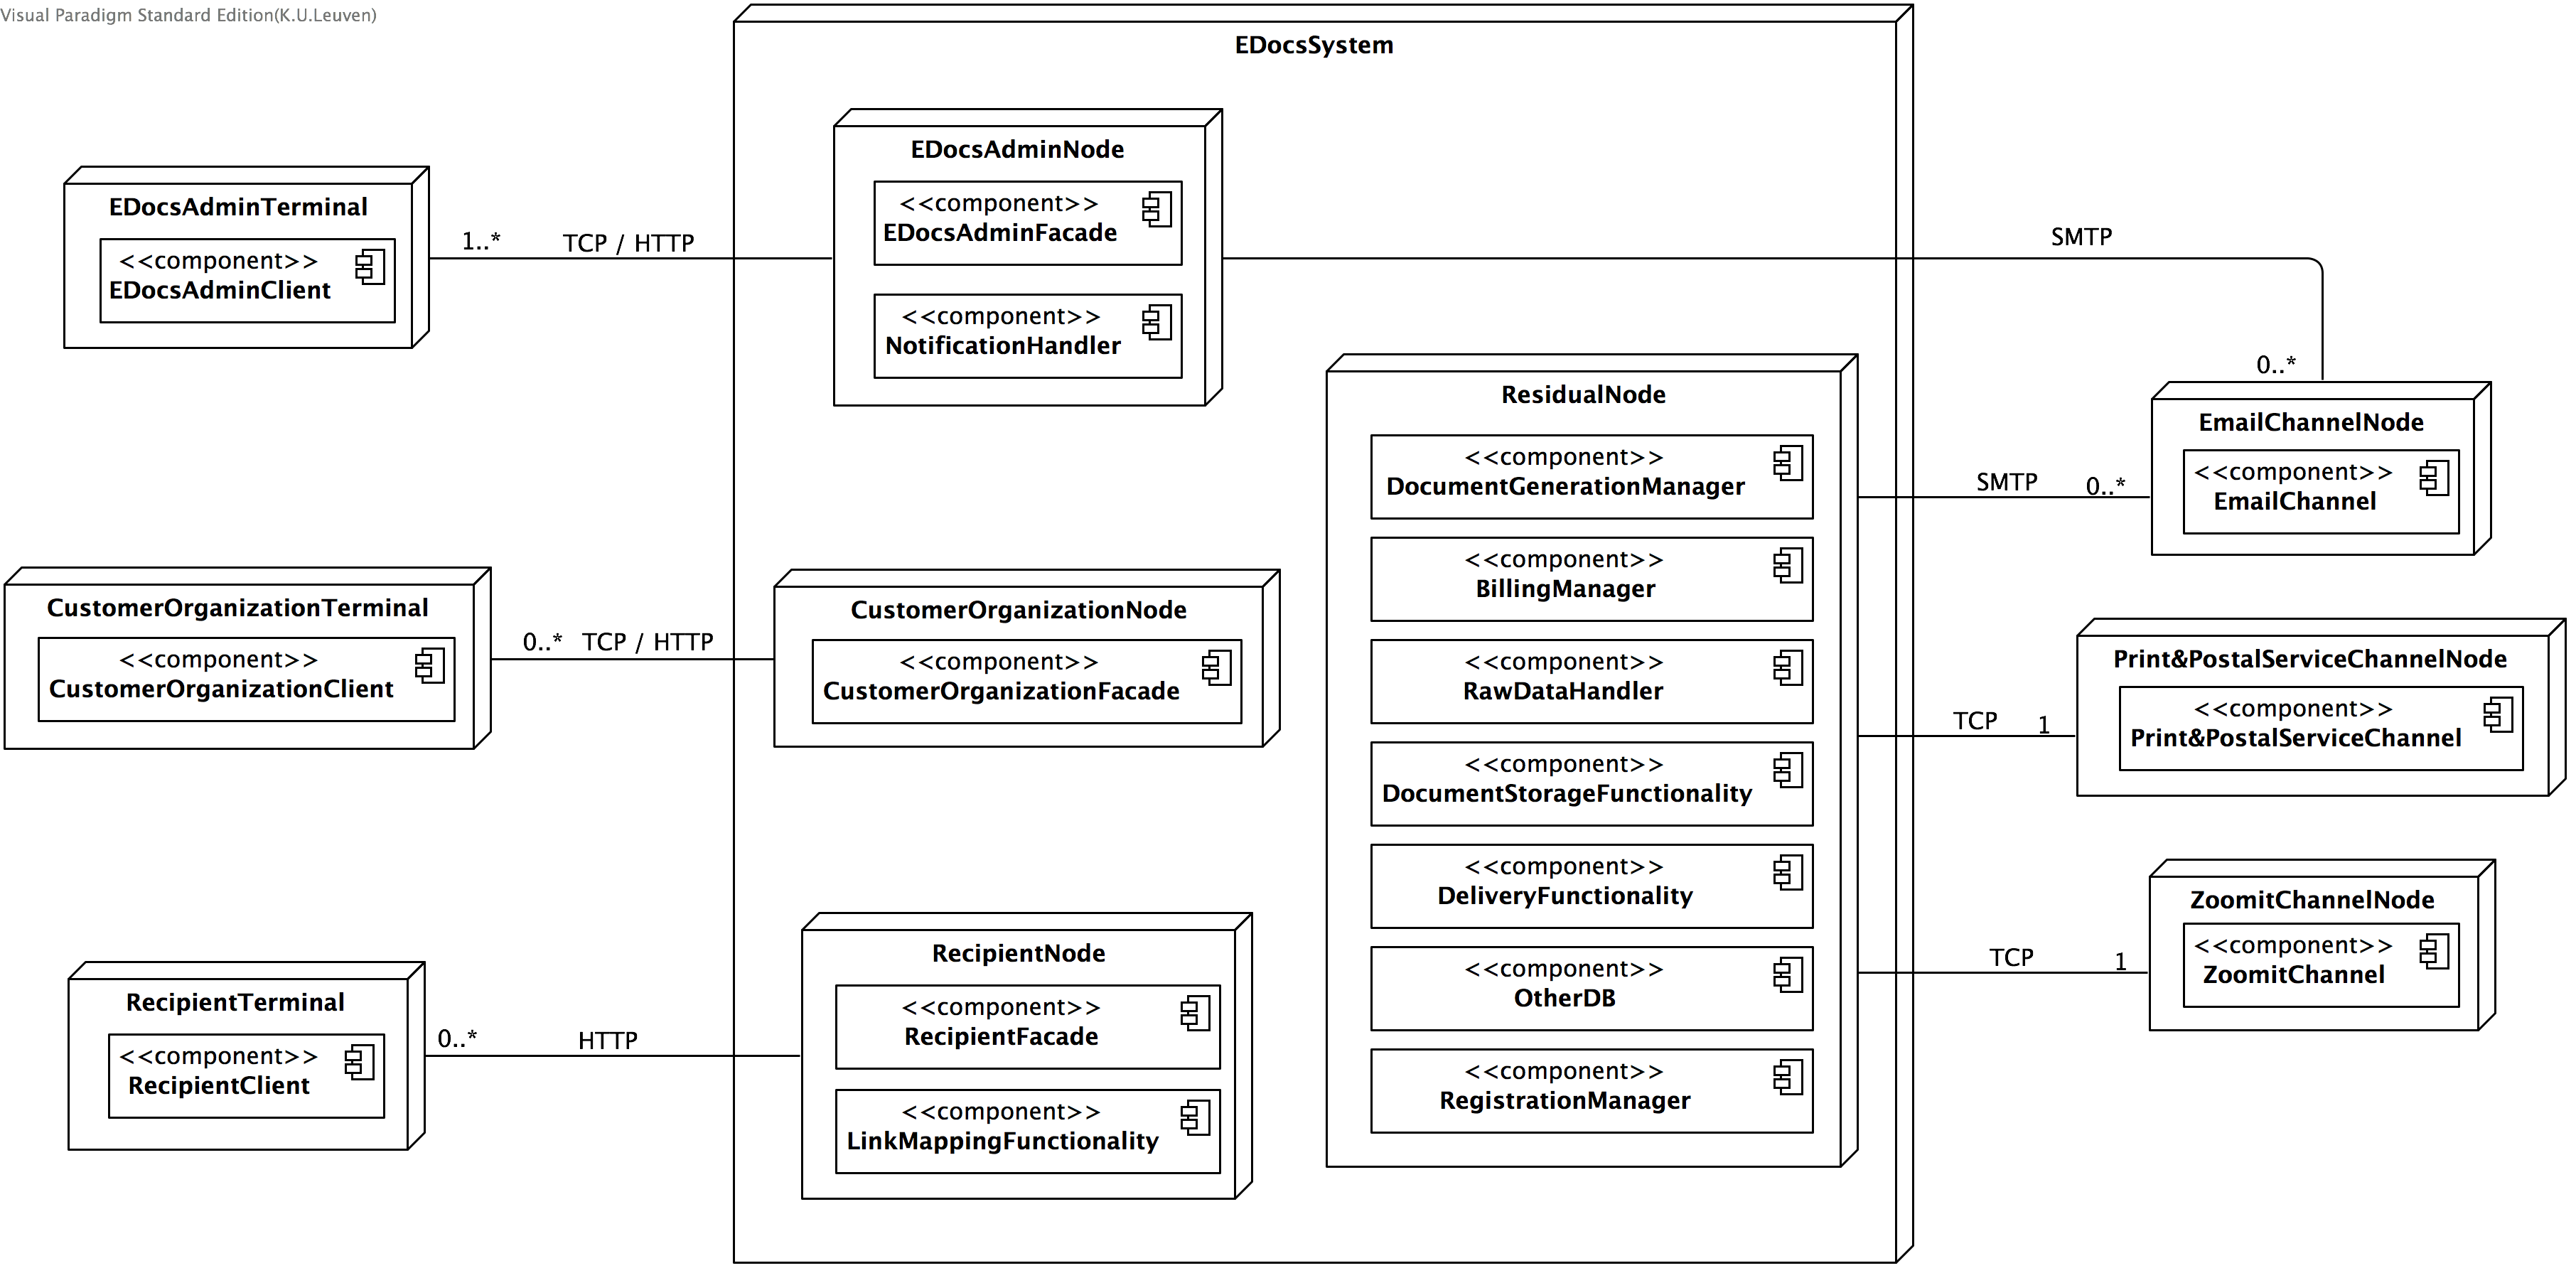 Visual Paradigm Standard Edition(K.U.Leuven)
EDocsSystem
EDocsAdminTerminal
<<component>>
EDocsAdminClient
1..*
TCP / HTTP
EDocsAdminNode
<<component>>
EDocsAdminFacade
<<component>>
NotificationHandler
SMTP
0..*
CustomerOrganizationTerminal
<<component>>
CustomerOrganizationClient
0..*
TCP / HTTP
CustomerOrganizationNode
<<component>>
CustomerOrganizationFacade
RecipientTerminal
<<component>>
RecipientClient
0..*
HTTP
RecipientNode
<<component>>
RecipientFacade
<<component>>
LinkMappingFunctionality
ResidualNode
<<component>>
DocumentGenerationManager
<<component>>
BillingManager
<<component>>
RawDataHandler
<<component>>
DocumentStorageFunctionality
<<component>>
DeliveryFunctionality
<<component>>
OtherDB
<<component>>
RegistrationManager
SMTP
0..*
EmailChannelNode
<<component>>
EmailChannel
TCP
1
Print&PostalServiceChannelNode
<<component>>
Print&PostalServiceChannel
TCP
1
ZoomitChannelNode
<<component>>
ZoomitChannel